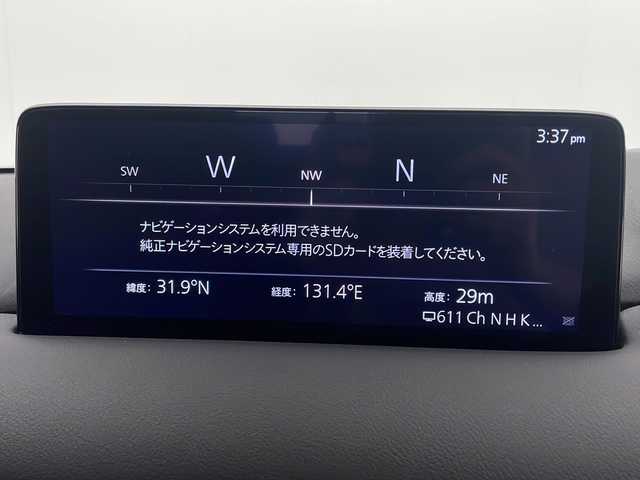 3:37 pm
SW W NW N NE
ナビゲーションシステムを利用できません。
純正ナビゲーションシステム専用のSDカードを装着してください。
緯度: 31.9°N 経度: 131.4°E 高度: 29m
611 Ch N H K ...